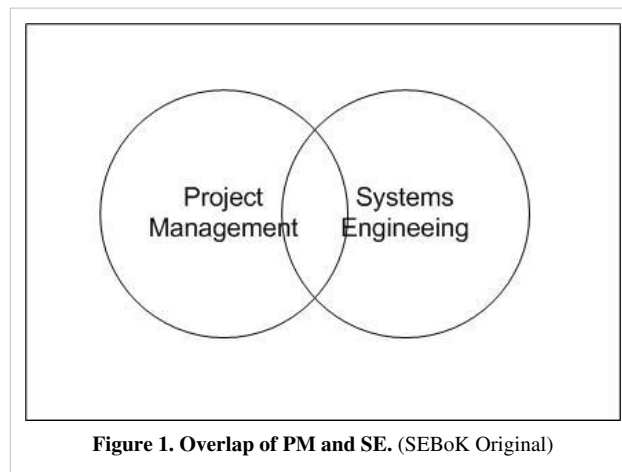 Project
Management
Systems
Engineeing
Figure 1. Overlap of PM and SE. (SEBoK Original)